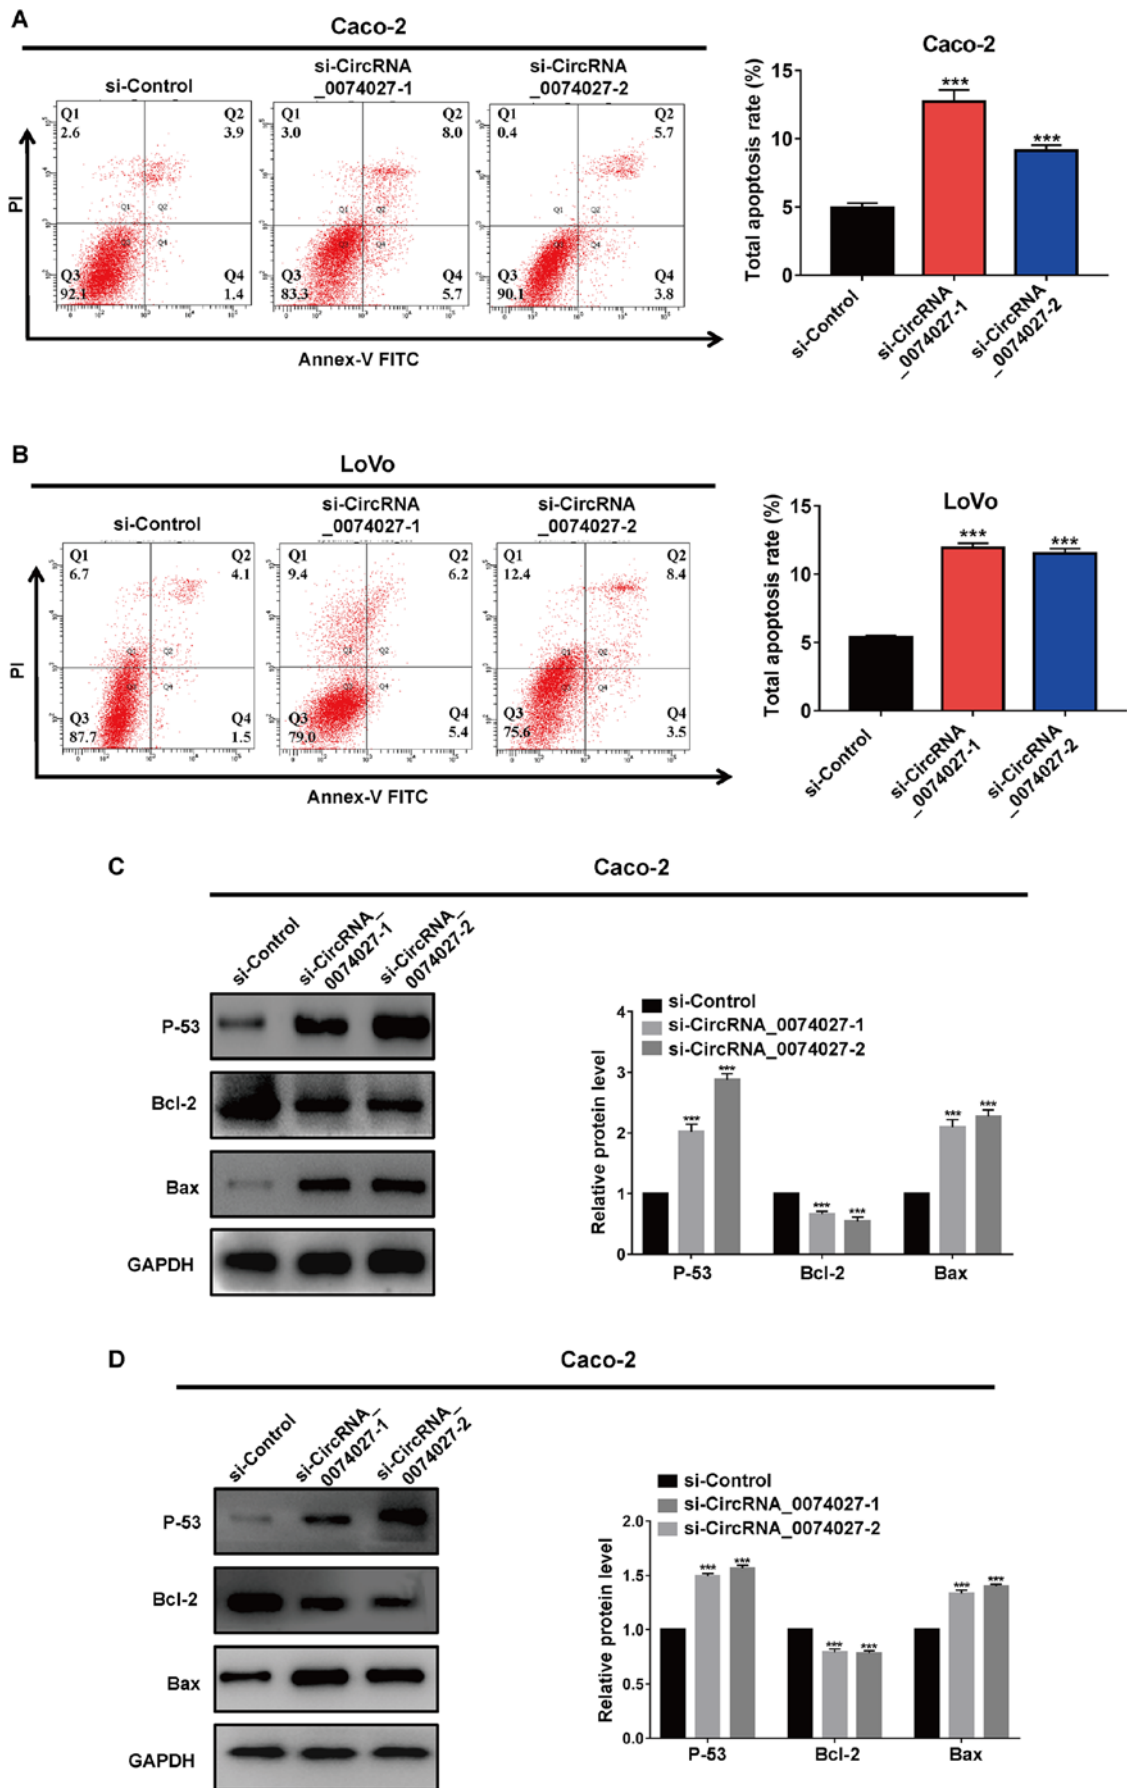 A
Caco-2
si-Control
si-CircRNA
_0074027-1
si-CircRNA
_0074027-2
Q1
2.6
Q2
3.9
Q3
92.1
Q4
1.4
Q1
3.0
Q2
8.0
Q3
83.3
Q4
5.7
Q1
0.4
Q2
5.7
Q3
90.1
Q4
3.8
PI
Annex-V FITC
Caco-2
Total apoptosis rate (%)
15
10
5
0
***
***
si-Control
si-CircRNA
_0074027-1
si-CircRNA
_0074027-2
B
LoVo
si-Control
si-CircRNA
_0074027-1
si-CircRNA
_0074027-2
Q1
6.7
Q2
4.1
Q3
87.7
Q4
1.5
Q1
9.4
Q2
6.2
Q3
79.0
Q4
5.4
Q1
12.4
Q2
8.4
Q3
75.6
Q4
3.5
PI
Annex-V FITC
LoVo
Total apoptosis rate (%)
15
10
5
0
***
***
si-Control
si-CircRNA
_0074027-1
si-CircRNA
_0074027-2
C
Caco-2
si-Control
si-CircRNA_
0074027-1
si-CircRNA_
0074027-2
P-53
Bcl-2
Bax
GAPDH
si-Control
si-CircRNA_0074027-1
si-CircRNA_0074027-2
Relative protein level
4
3
2
1
0
***
***
***
***
***
***
P-53
Bcl-2
Bax
D
Caco-2
si-Control
si-CircRNA_
0074027-1
si-CircRNA_
0074027-2
P-53
Bcl-2
Bax
GAPDH
si-Control
si-CircRNA_0074027-1
si-CircRNA_0074027-2
Relative protein level
2.0
1.5
1.0
0.5
0.0
***
***
***
***
***
***
P-53
Bcl-2
Bax